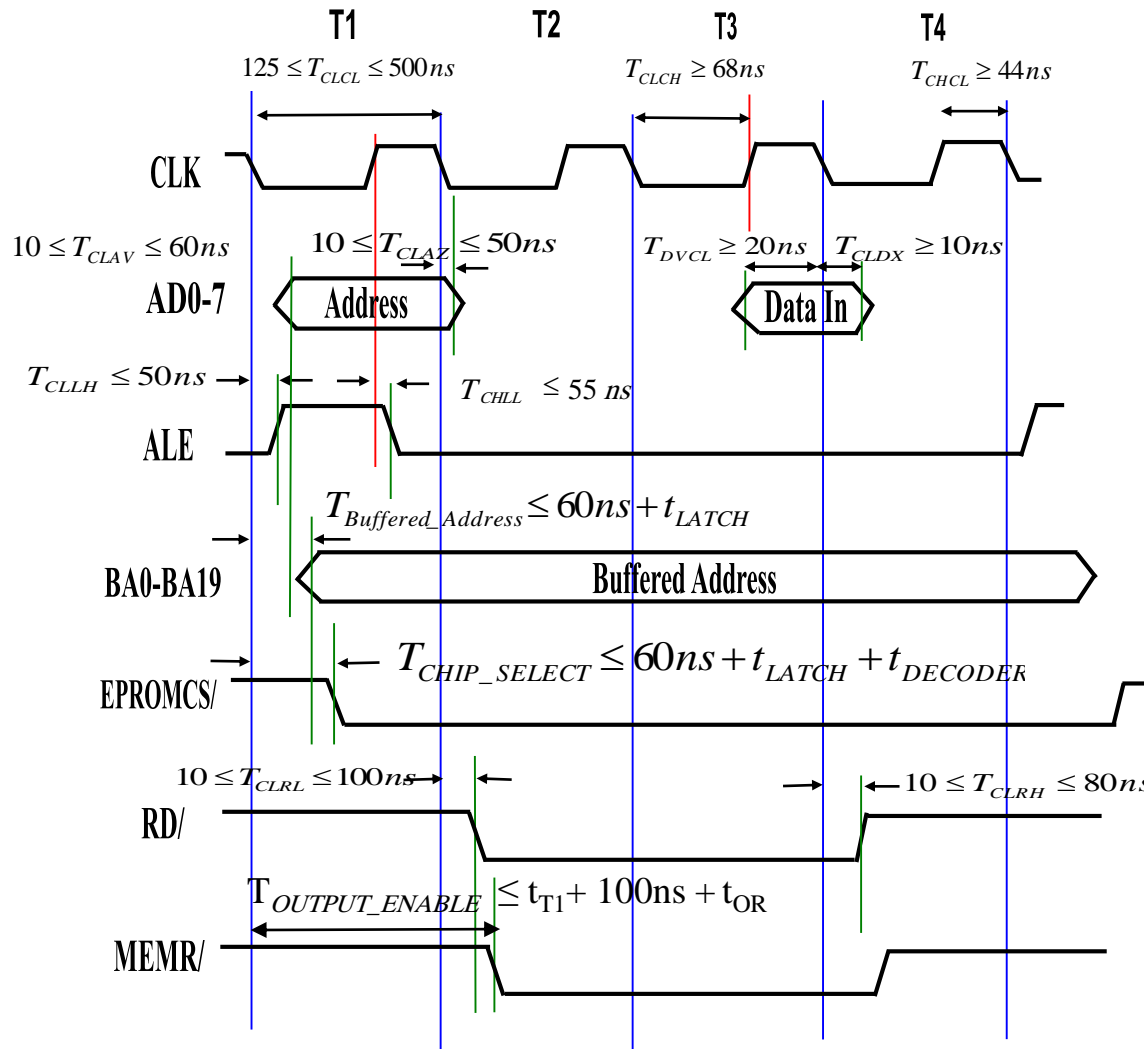 T1 T2 T3 T4
125 ≤ T_CLCL ≤ 500ns T_CLCH ≥ 68ns T_CHCL ≥ 44ns
CLK
10 ≤ T_CLAV ≤ 60ns 10 ≤ T_CLAZ ≤ 50ns T_DVCL ≥ 20ns T_CLDX ≥ 10ns
AD0-7 Address Data In
T_CLLH ≤ 50ns T_CHLL ≤ 55 ns
ALE
T_Buffered_Address ≤ 60ns + t_LATCH
BA0-BA19 Buffered Address
T_CHIP_SELECT ≤ 60ns + t_LATCH + t_DECODER
EPROMCS/
10 ≤ T_CLRL ≤ 100ns 10 ≤ T_CLRH ≤ 80ns
RD/
T_OUTPUT_ENABLE ≤ t_T1 + 100ns + t_OR
MEMR/